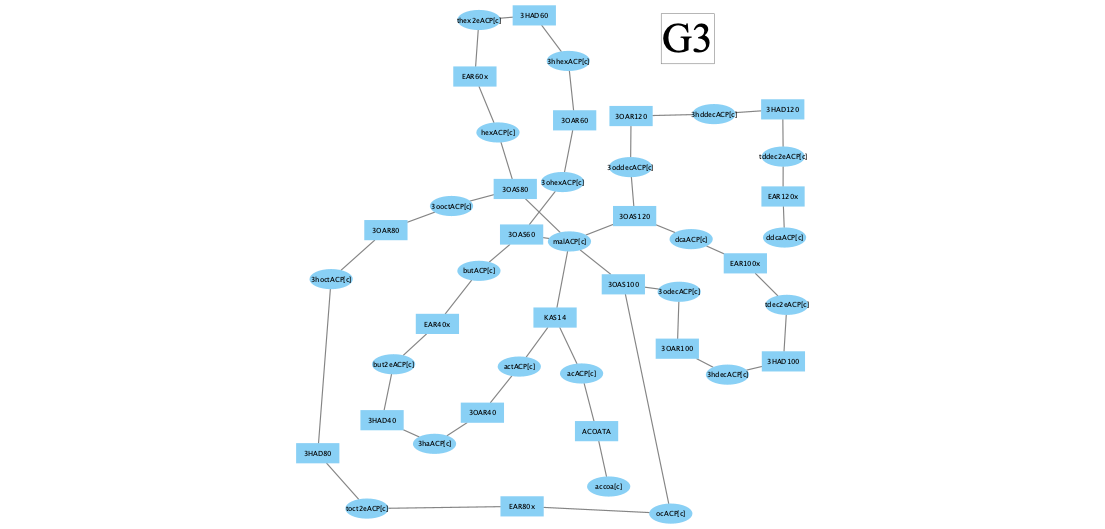 thex2eACP[c]
3HAD60
G3
3hhexACP[c]
EAR60x
3HAD120
3hddecACP[c]
3OAR120
3OAR60
hexACP[c]
tddec2eACP[c]
3oddecACP[c]
3ohexACP[c]
3OAS80
EAR120x
3ooctACP[c]
3OAS120
3OAR80
3OAS60
malACP[c]
dcaACP[c]
ddcaACP[c]
EAR100x
butACP[c]
3hoctACP[c]
3OAS100
3odecACP[c]
tdec2eACP[c]
KAS14
EAR40x
3OAR100
3HAD100
but2eACP[c]
actACP[c]
acACP[c]
3hdecACP[c]
3OAR40
3HAD40
ACOATA
3haACP[c]
3HAD80
accoa[c]
toct2eACP[c]
EAR80x
ocACP[c]